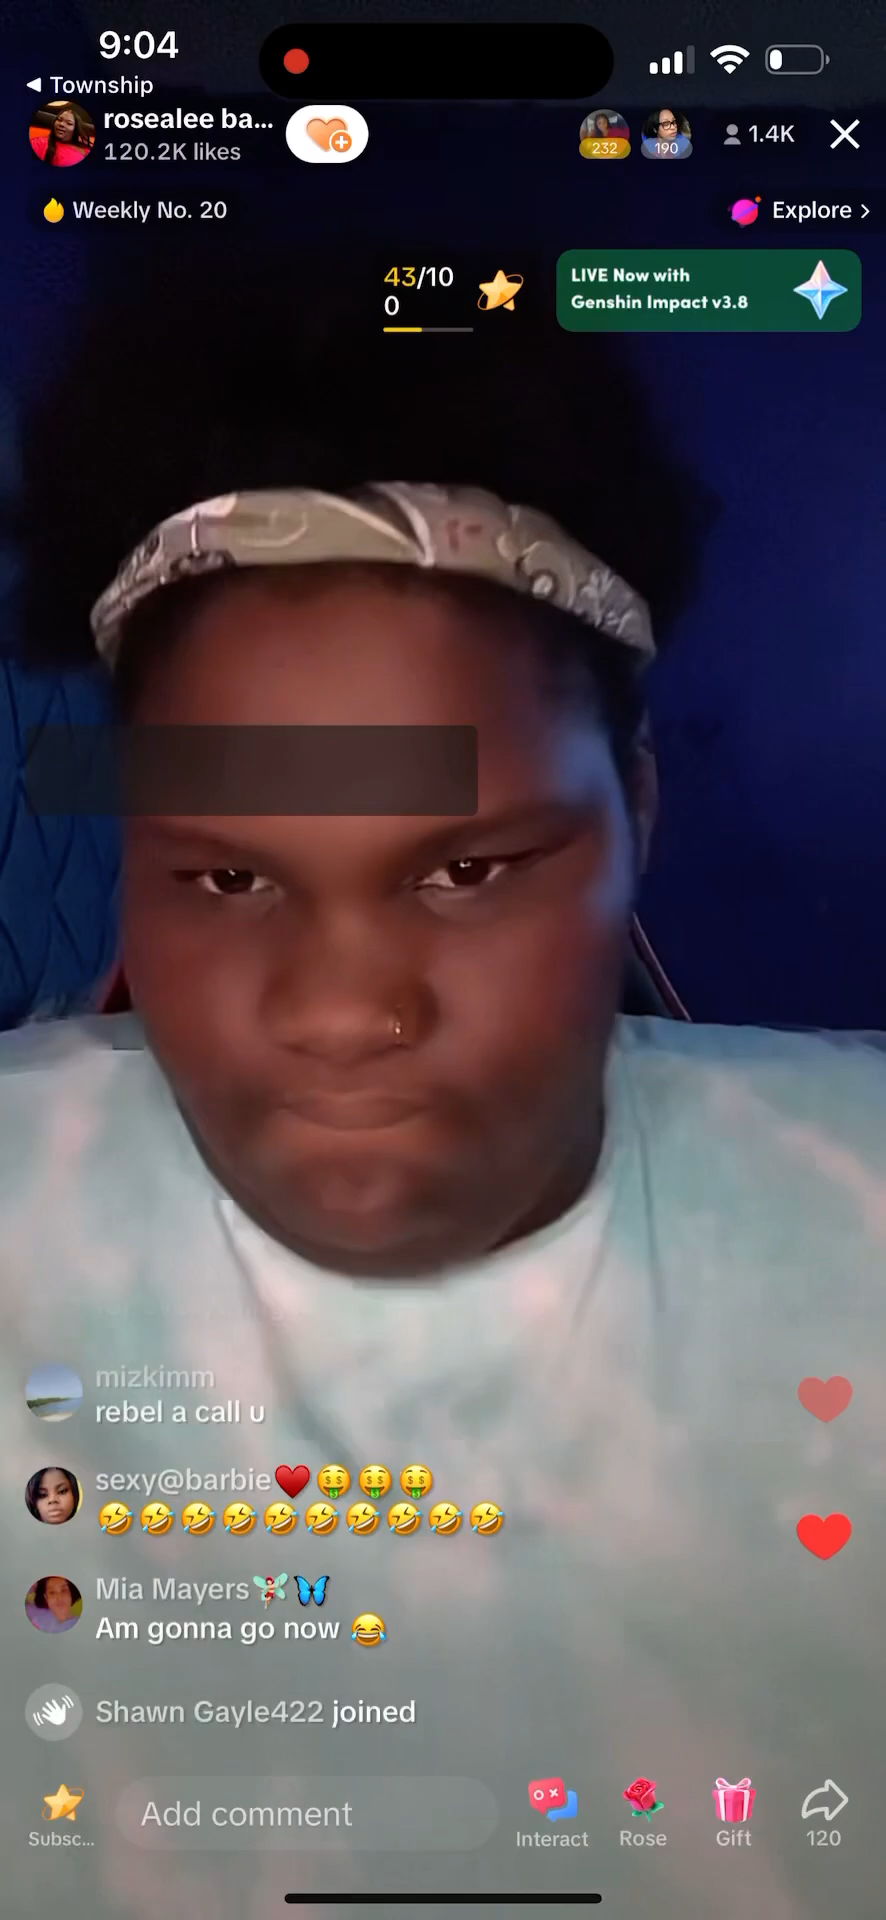 9:04
Township
rosealee ba...
120.2K likes
232
190
1.4K
Weekly No. 20
Explore
43/10
0
LIVE Now with
Genshin Impact v3.8
mizkimm
rebel a call u
sexy@barbie❤️🤑🤑🤑
🤣🤣🤣🤣🤣🤣🤣🤣🤣🤣
Mia Mayers🧚🦋
Am gonna go now 😂
Shawn Gayle422 joined
Subsc...
Add comment
Interact
Rose
Gift
120